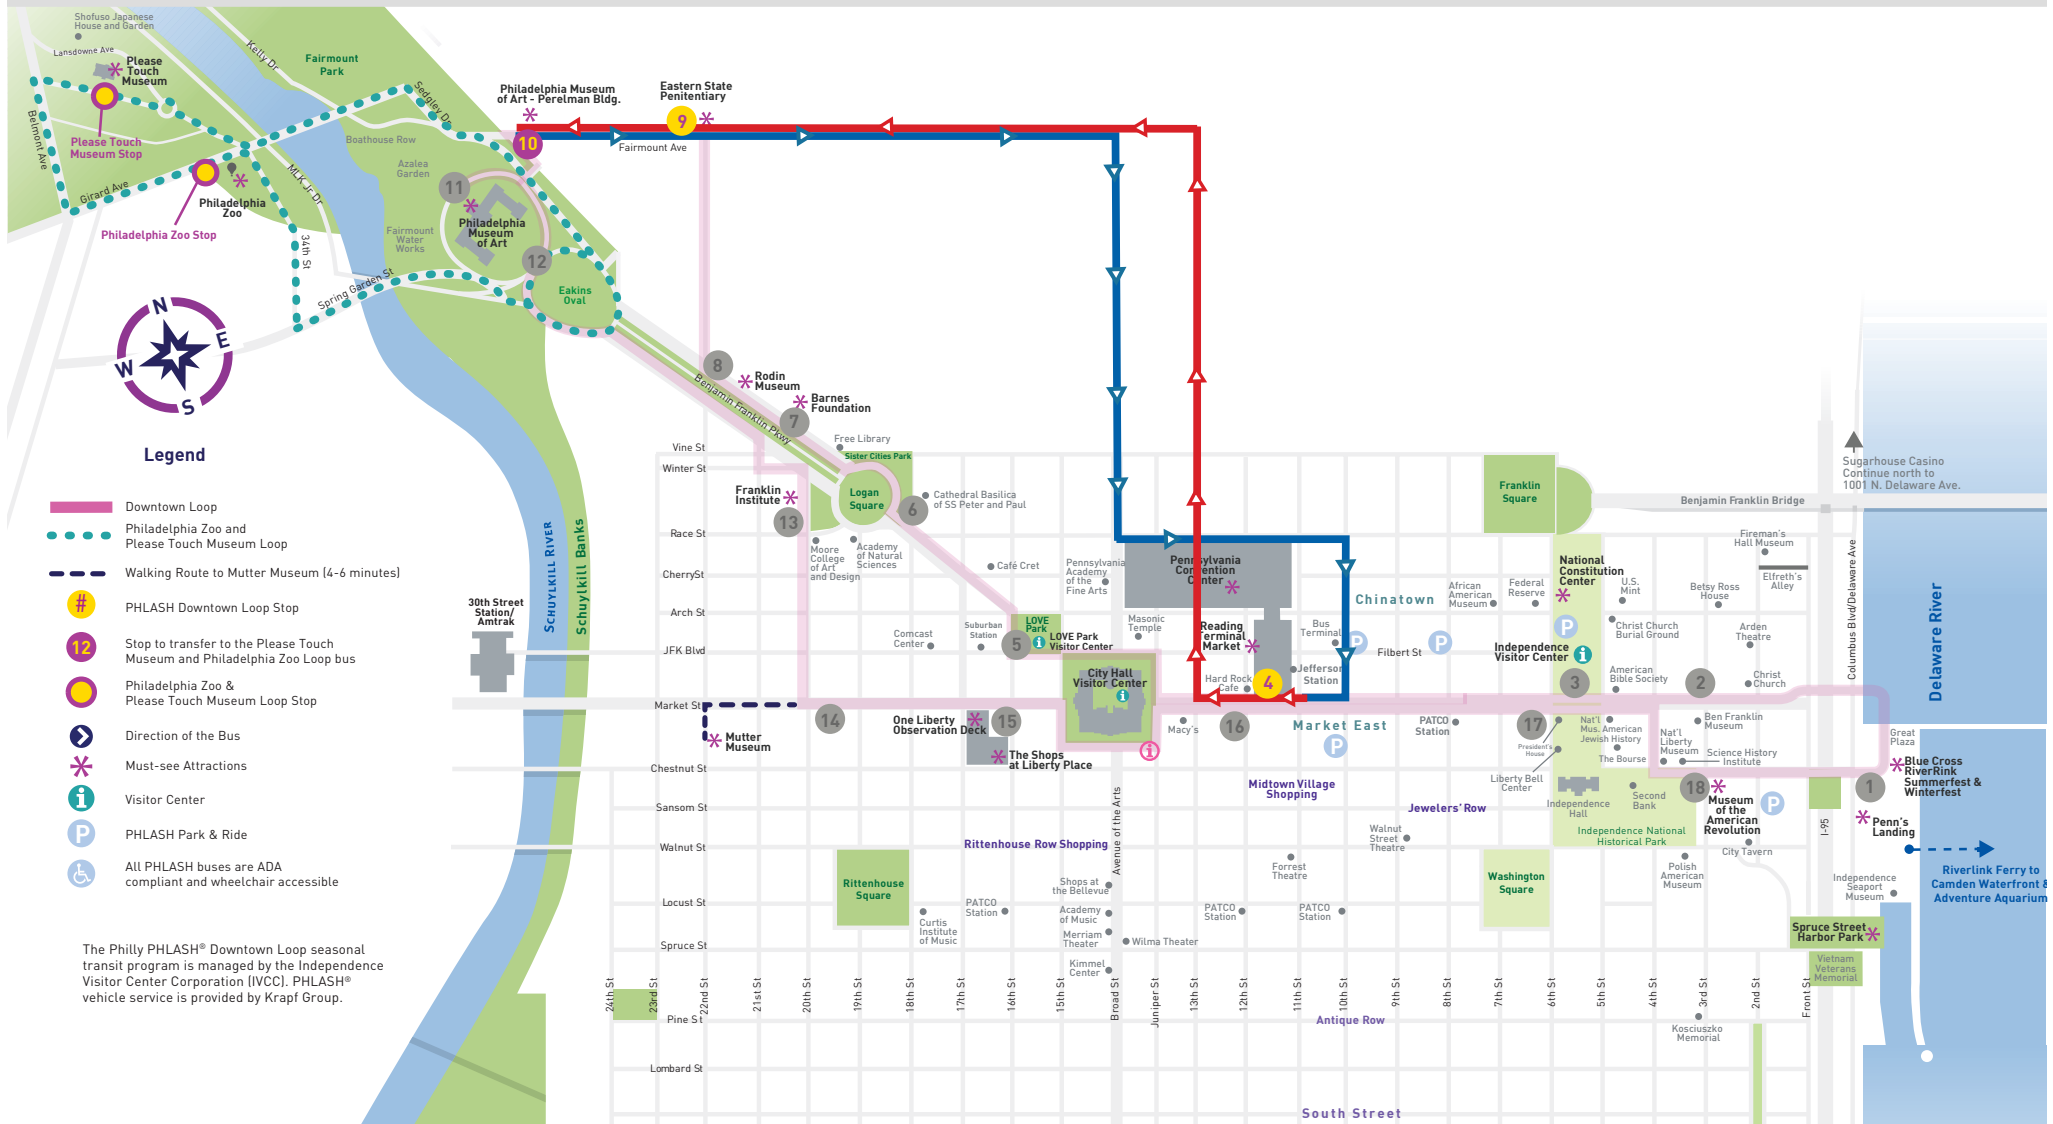 Shofuso Japanese
House and Garden
Lansdowne Ave
Please
Touch
Museum
Kelly Dr
Fairmount
Park
Sedgley Dr
Belmont Ave
Please Touch
Museum Stop
Girard Ave
Philadelphia
Zoo
Philadelphia Zoo Stop
MLK Jr Dr
34th St
Spring Garden St
Boathouse Row
Azalea
Garden
Fairmount
Water
Works
11
Philadelphia
Museum
of Art
12
Eakins
Oval
Philadelphia Museum
of Art - Perelman Bldg.
10
Eastern State
Penitentiary
9
Fairmount Ave
N
E
W
S
8
Rodin
Museum
Barnes
Foundation
7
Benjamin Franklin Pkwy
Free Library
Sister Cities Park
Logan
Square
6
Cathedral Basilica
of SS Peter and Paul
Franklin
Institute
13
Moore
College
of Art
and Design
Academy
of Natural
Sciences
Café Cret
Vine St
Winter St
Race St
CherrySt
Arch St
JFK Blvd
Market St
Chestnut St
Sansom St
Walnut St
Locust St
Spruce St
Pine St
Lombard St
South Street
Legend
Downtown Loop
Philadelphia Zoo and
Please Touch Museum Loop
Walking Route to Mutter Museum (4-6 minutes)
#
PHLASH Downtown Loop Stop
12
Stop to transfer to the Please Touch
Museum and Philadelphia Zoo Loop bus
Philadelphia Zoo &
Please Touch Museum Loop Stop
Direction of the Bus
Must-see Attractions
i
Visitor Center
P
PHLASH Park & Ride
All PHLASH buses are ADA
compliant and wheelchair accessible
The Philly PHLASH® Downtown Loop seasonal
transit program is managed by the Independence
Visitor Center Corporation (IVCC). PHLASH®
vehicle service is provided by Krapf Group.
SCHUYLKILL RIVER
Schuylkill Banks
30th Street
Station/
Amtrak
Pennsylvania
Academy
of the
Fine Arts
Pennsylvania
Convention
Center
LOVE
Park
5
i
LOVE Park
Visitor Center
Suburban
Station
Comcast
Center
Masonic
Temple
Reading
Terminal
Market
City Hall
Visitor Center
i
Hard Rock
Cafe
4
Jefferson
Station
Bus
Terminal
P
Filbert St
P
Chinatown
14
One Liberty
Observation Deck
15
The Shops
at Liberty Place
Mutter
Museum
i
Macy's
16
Market East
P
PATCO
Station
17
Midtown Village
Shopping
Jewelers' Row
Rittenhouse Row Shopping
Avenue of the Arts
Walnut
Street
Theatre
Forrest
Theatre
Rittenhouse
Square
Shops at
the Bellevue
PATCO
Station
Curtis
Institute
of Music
Academy
of Music
Merriam
Theater
Wilma Theater
Kimmel
Center
PATCO
Station
PATCO
Station
Washington
Square
Antique Row
24th St
23rd St
22nd St
21st St
20th St
19th St
18th St
17th St
16th St
15th St
Broad St
Juniper St
13th St
12th St
11th St
10th St
9th St
8th St
7th St
6th St
5th St
4th St
3rd St
2nd St
Front St
Franklin
Square
Benjamin Franklin Bridge
Sugarhouse Casino
Continue north to
1001 N. Delaware Ave.
National
Constitution
Center
African
American
Museum
Federal
Reserve
U.S.
Mint
Betsy Ross
House
Fireman's
Hall Museum
Elfreth's
Alley
P
Christ Church
Burial Ground
Arden
Theatre
Independence
Visitor Center
i
3
American
Bible Society
2
Christ
Church
Columbus Blvd/Delaware Ave
Delaware River
President's
House
Nat'l
Mus. American
Jewish History
The Bourse
Ben Franklin
Museum
Nat'l
Liberty
Museum
Science History
Institute
Liberty Bell
Center
Independence
Hall
Second
Bank
18
Museum
of the
American
Revolution
P
Independence National
Historical Park
City Tavern
Polish
American
Museum
I-95
1
Great
Plaza
Blue Cross
RiverRink
Summerfest &
Winterfest
Penn's
Landing
Riverlink Ferry to
Camden Waterfront &
Adventure Aquarium
Independence
Seaport
Museum
Spruce Street
Harbor Park
Vietnam
Veterans
Memorial
Kosciuszko
Memorial